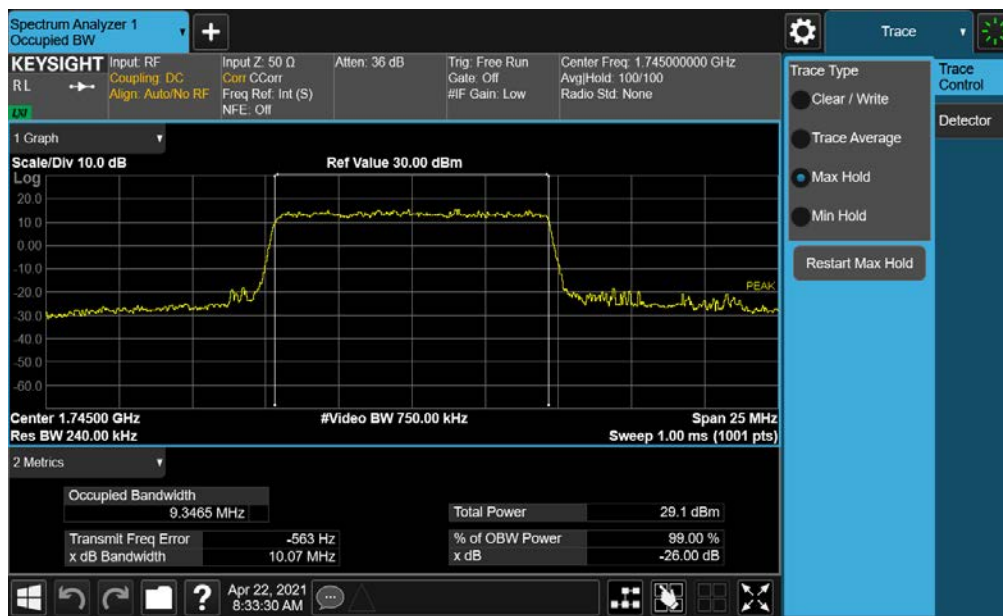 Spectrum Analyzer 1
Occupied BW
+
Trace
KEYSIGHT
RL
LXI
Input: RF
Coupling: DC
Align: Auto/No RF
Input Z: 50 Ω
Corr CCorr
Freq Ref: Int (S)
NFE: Off
Atten: 36 dB
Trig: Free Run
Gate: Off
#IF Gain: Low
Center Freq: 1.745000000 GHz
Avg|Hold: 100/100
Radio Std: None
Trace Type
Clear / Write
Trace Average
Max Hold
Min Hold
Restart Max Hold
Trace
Control
Detector
1 Graph
Scale/Div 10.0 dB
Ref Value 30.00 dBm
Log
20.0
10.0
0.00
-10.0
-20.0
-30.0
-40.0
-50.0
-60.0
PEAK
Center 1.74500 GHz
#Video BW 750.00 kHz
Span 25 MHz
Res BW 240.00 kHz
Sweep 1.00 ms (1001 pts)
2 Metrics
Occupied Bandwidth
9.3465 MHz
Total Power 29.1 dBm
Transmit Freq Error -563 Hz
% of OBW Power 99.00 %
x dB Bandwidth 10.07 MHz
x dB -26.00 dB
?
Apr 22, 2021
8:33:30 AM